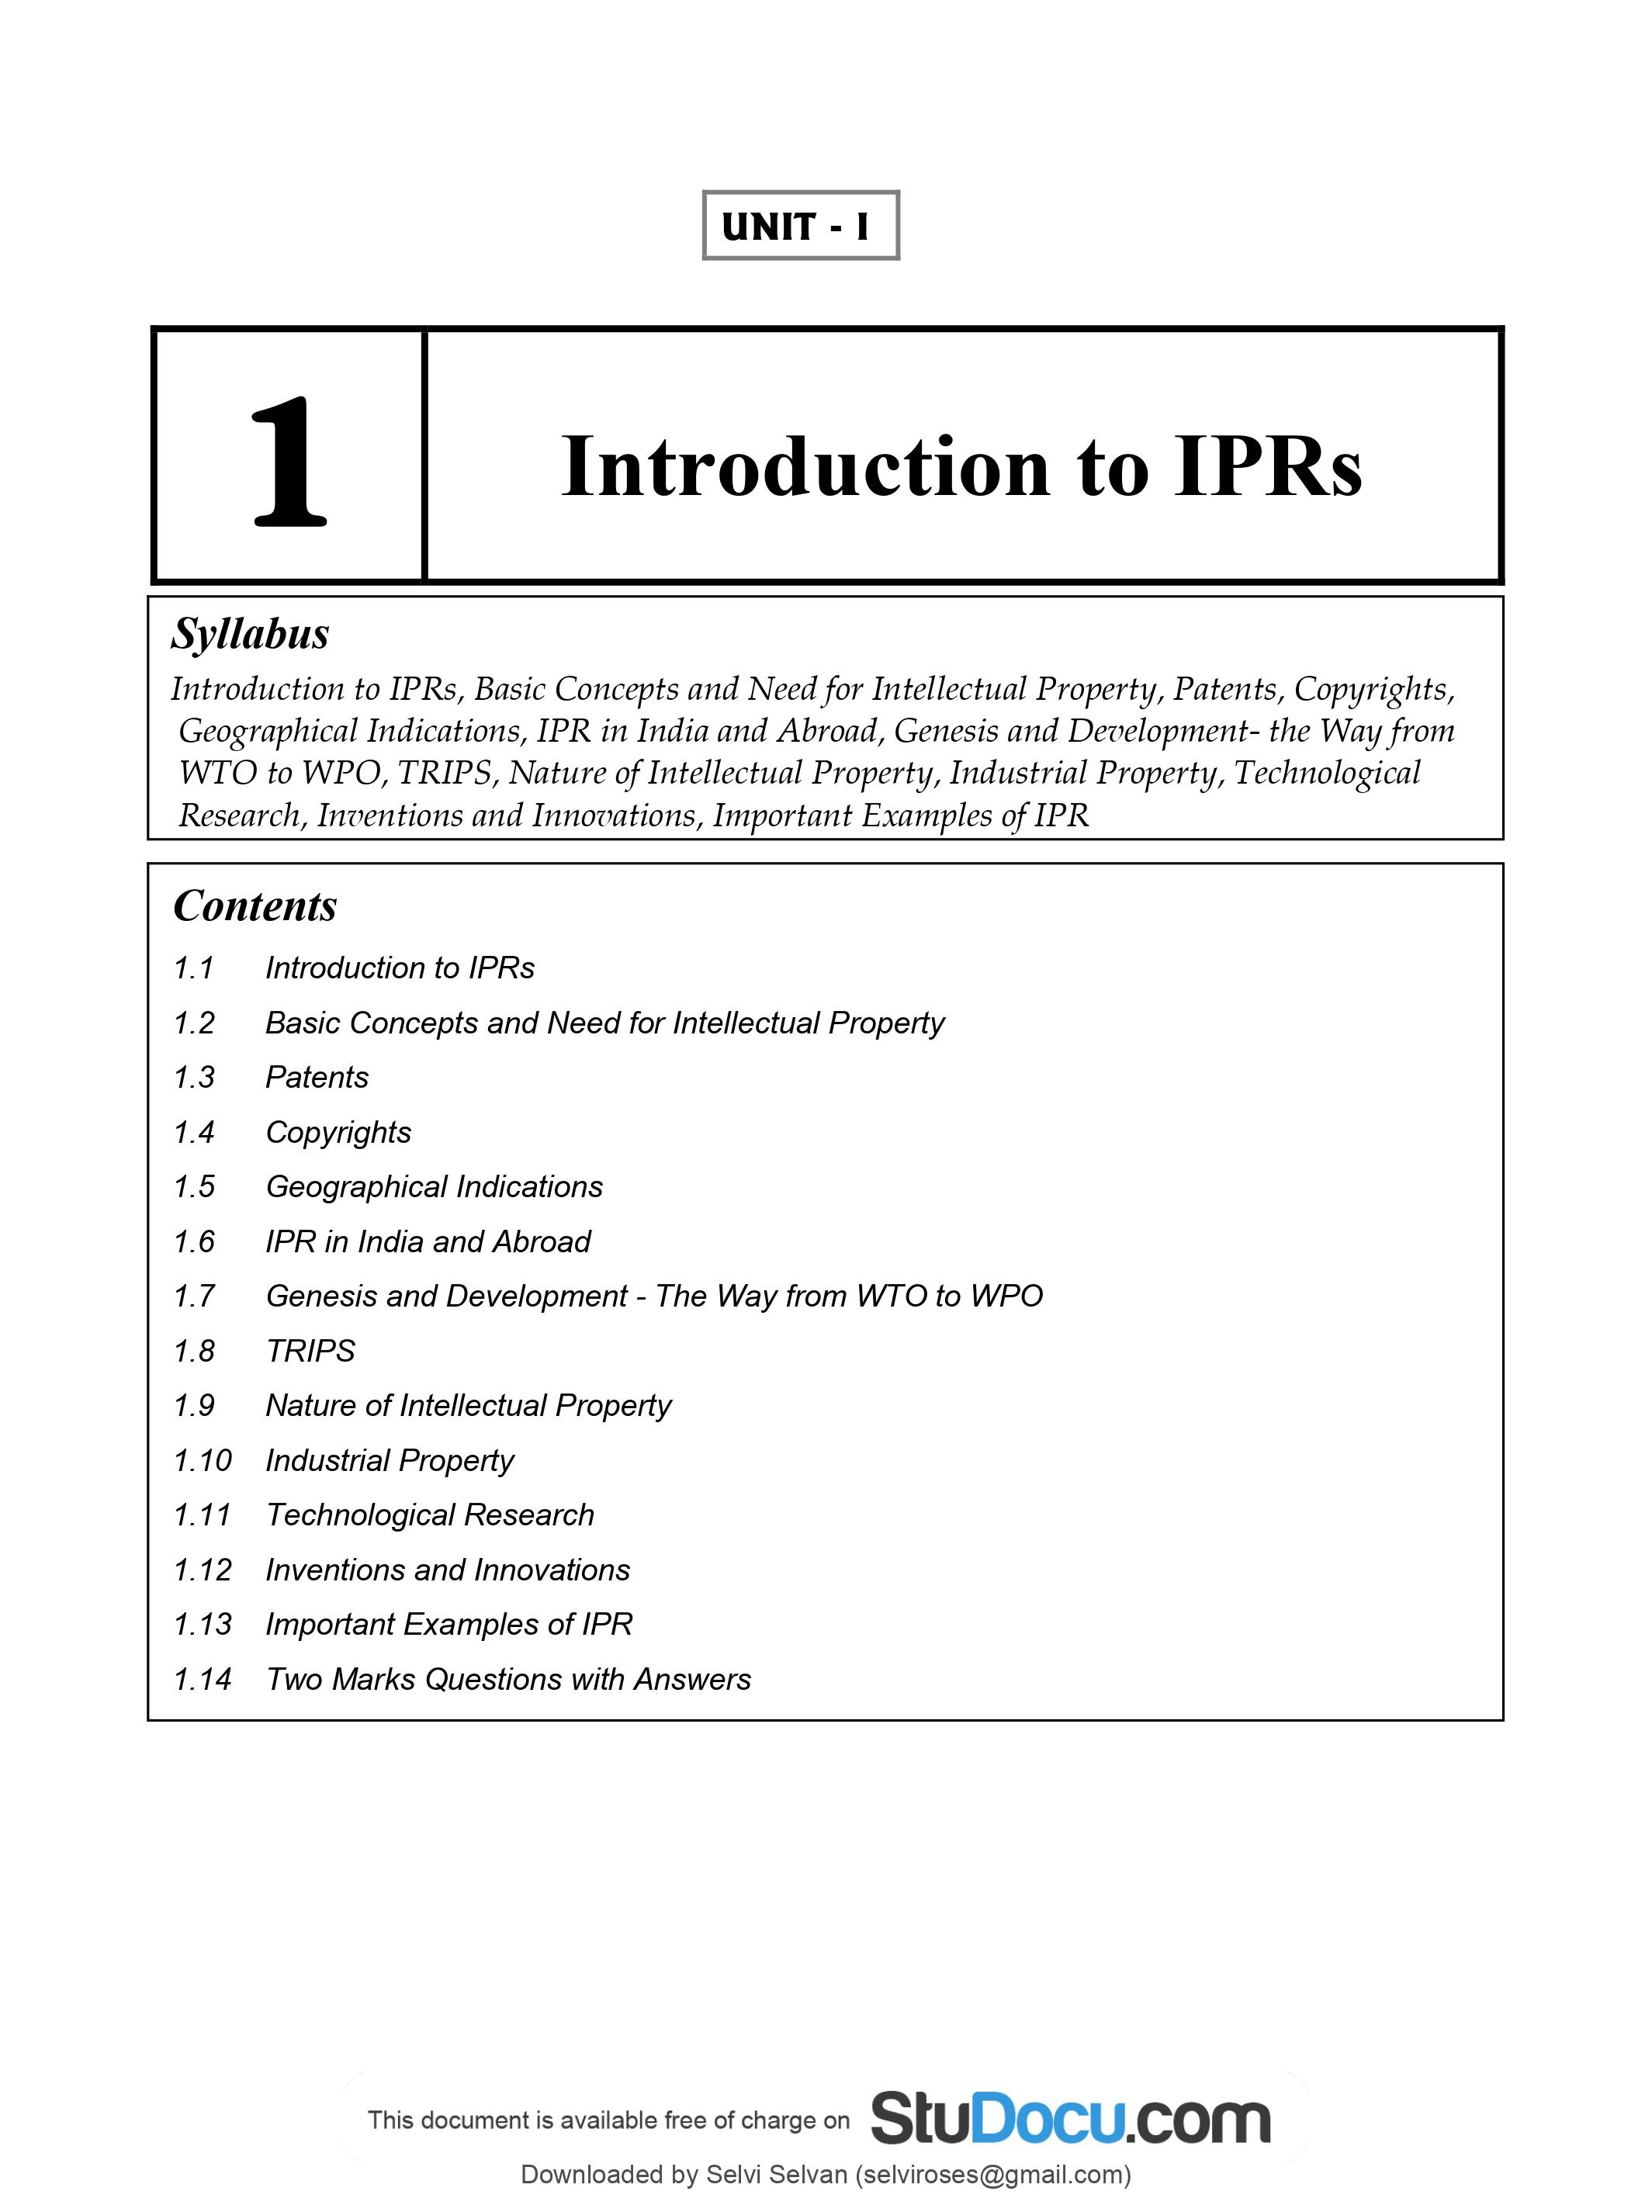 UNIT - I
1
Introduction to IPRs
Syllabus
Introduction to IPRs, Basic Concepts and Need for Intellectual Property, Patents, Copyrights,
Geographical Indications, IPR in India and Abroad, Genesis and Development- the Way from
WTO to WPO, TRIPS, Nature of Intellectual Property, Industrial Property, Technological
Research, Inventions and Innovations, Important Examples of IPR
Contents
1.1 Introduction to IPRs
1.2 Basic Concepts and Need for Intellectual Property
1.3 Patents
1.4 Copyrights
1.5 Geographical Indications
1.6 IPR in India and Abroad
1.7 Genesis and Development - The Way from WTO to WPO
1.8 TRIPS
1.9 Nature of Intellectual Property
1.10 Industrial Property
1.11 Technological Research
1.12 Inventions and Innovations
1.13 Important Examples of IPR
1.14 Two Marks Questions with Answers
This document is available free of charge on StuDocu.com
Downloaded by Selvi Selvan (selviroses@gmail.com)